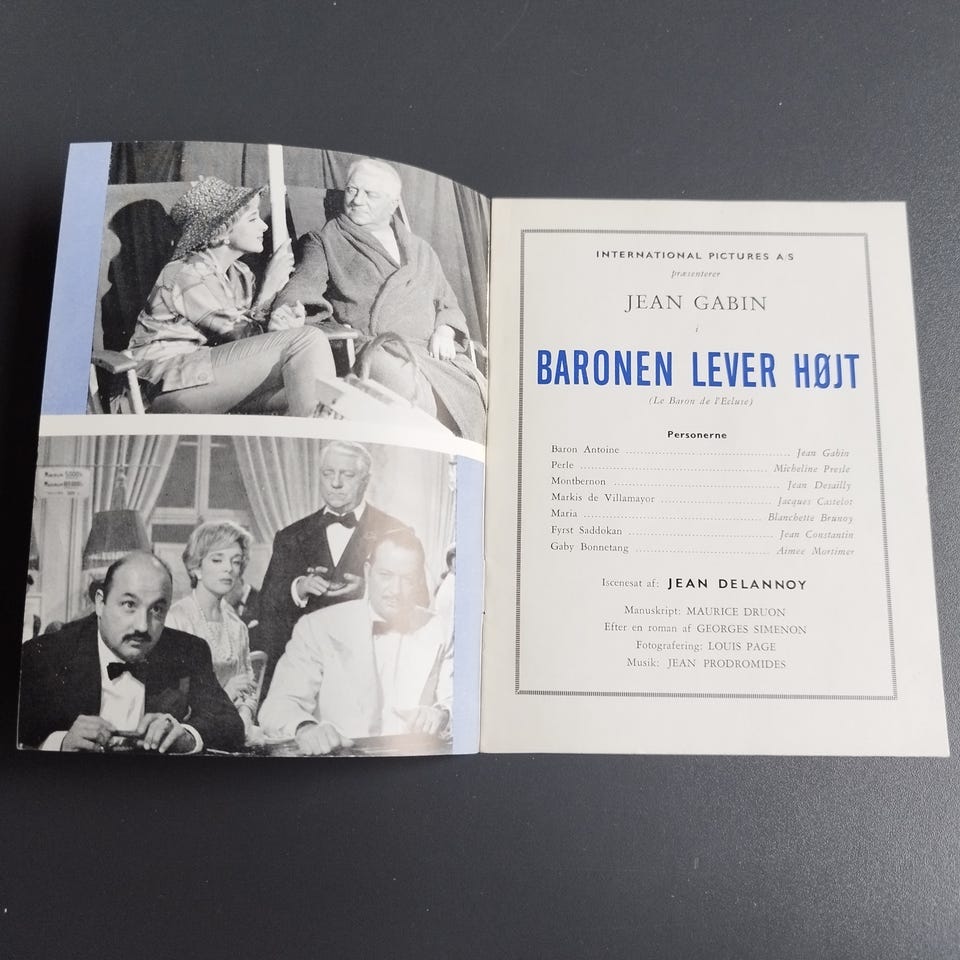 INTERNATIONAL PICTURES A/S
præsenterer
JEAN GABIN
i
BARONEN LEVER HØJT
(Le Baron de l'Ecluse)
Personerne
Baron Antoine ........................ Jean Gabin
Perle ........................ Micheline Presle
Montbernon ........................ Jean Desailly
Markis de Villamayor ........................ Jacques Castelot
Maria ........................ Blanchette Brunoy
Fyrst Saddokan ........................ Jean Constantin
Gaby Bonnetang ........................ Aimee Mortimer
Iscenesat af: JEAN DELANNOY
Manuskript: MAURICE DRUON
Efter en roman af GEORGES SIMENON
Fotografering: LOUIS PAGE
Musik: JEAN PRODROMIDES